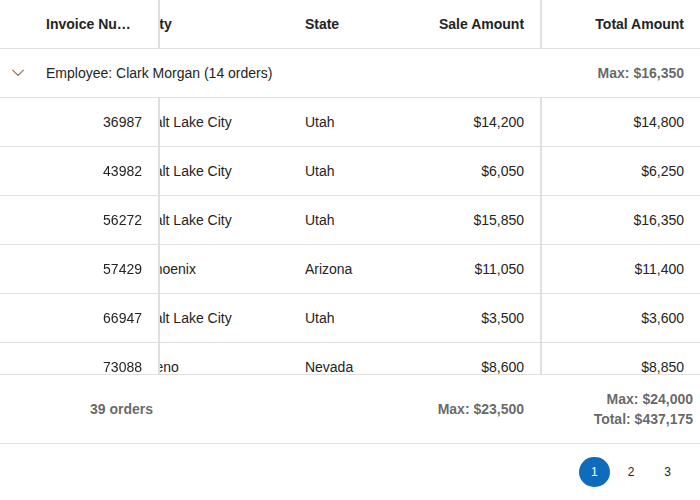 Invoice Nu… ty State Sale Amount Total Amount
Employee: Clark Morgan (14 orders) Max: $16,350
36987 alt Lake City Utah $14,200 $14,800
43982 alt Lake City Utah $6,050 $6,250
56272 alt Lake City Utah $15,850 $16,350
57429 hoenix Arizona $11,050 $11,400
66947 alt Lake City Utah $3,500 $3,600
73088 eno Nevada $8,600 $8,850
39 orders Max: $23,500 Max: $24,000
Total: $437,175
1 2 3